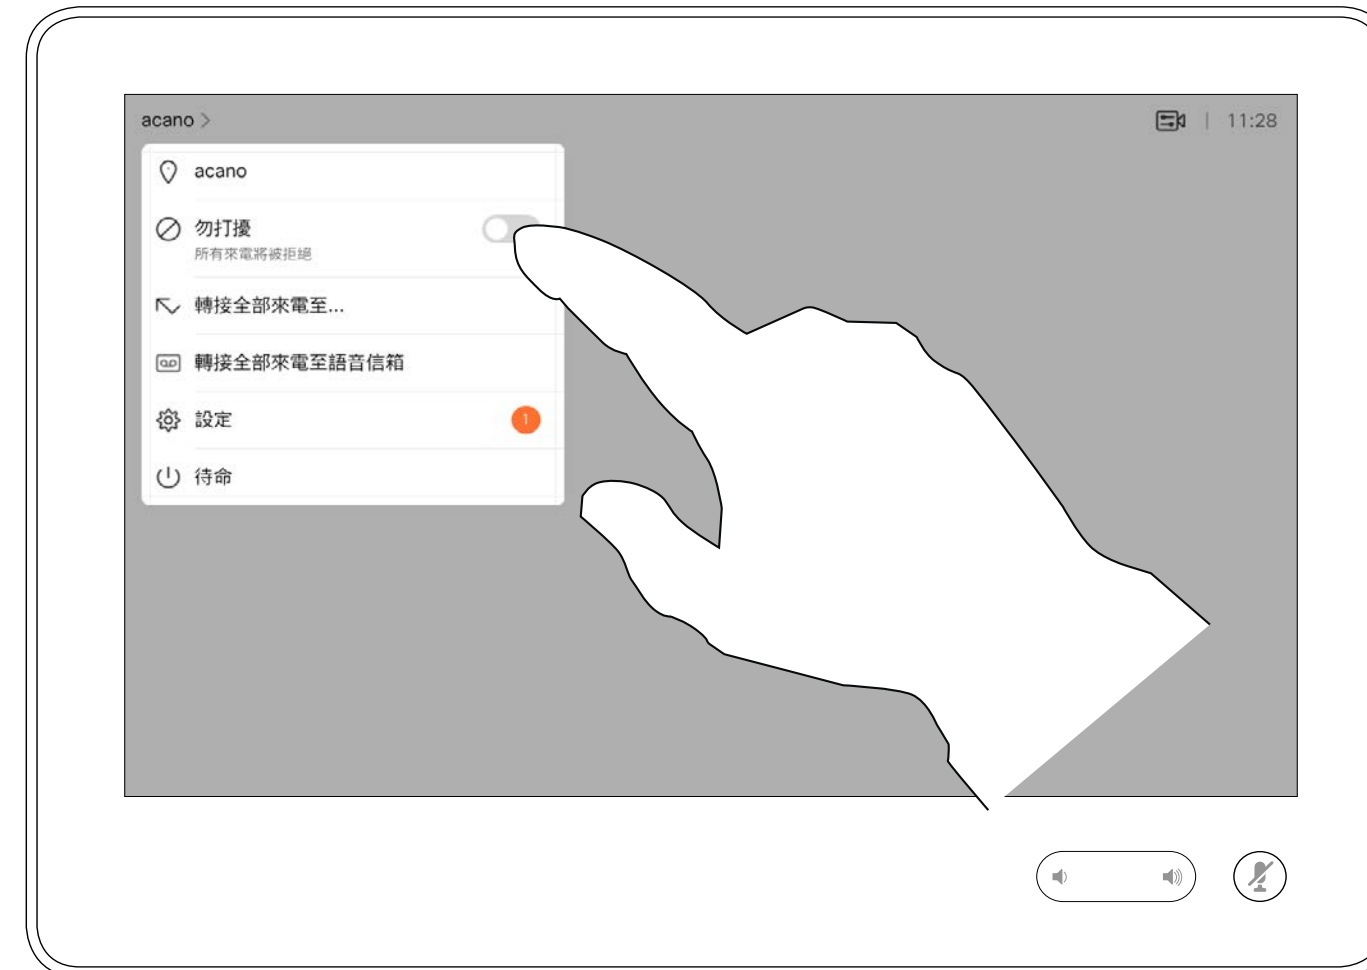 acano >
11:28
acano
勿打擾
所有來電將被拒絕
轉接全部來電至...
轉接全部來電至語音信箱
設定
1
待命